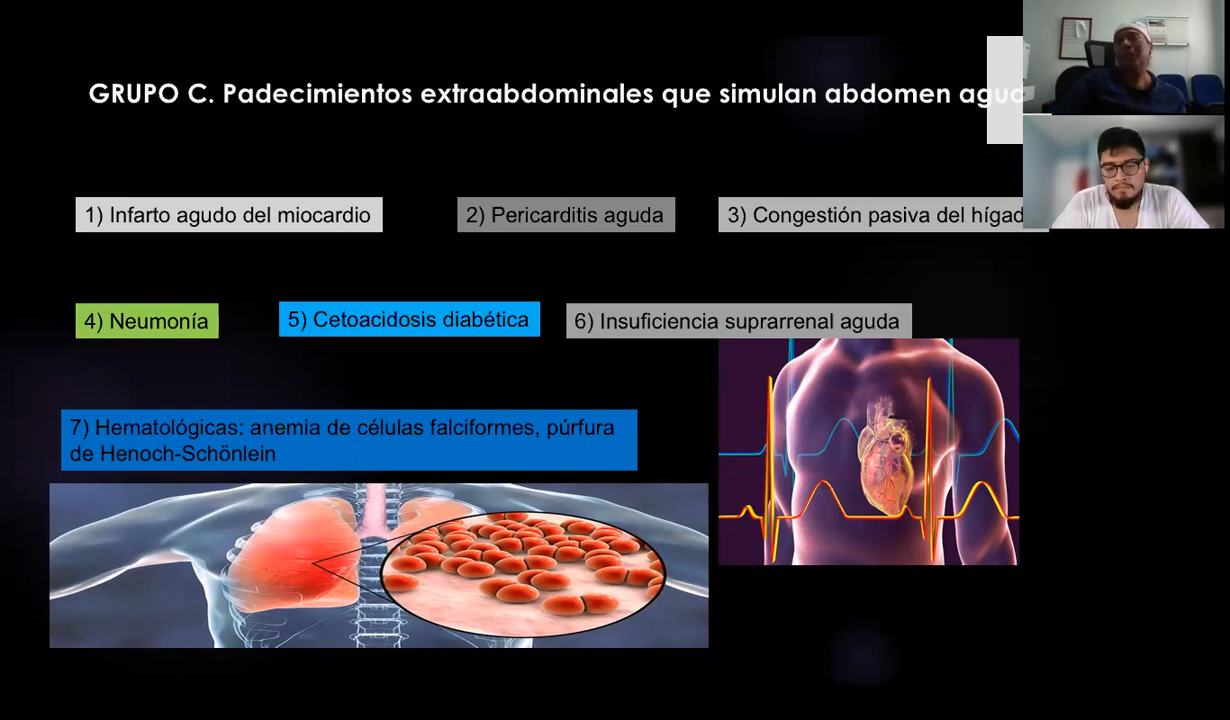 GRUPO C. Padecimientos extraabdominales que simulan abdomen
1) Infarto agudo del miocardio
2) Pericarditis aguda
3) Congestión pasiva del hígad
4) Neumonía
5) Cetoacidosis diabética
6) Insuficiencia suprarrenal aguda
7) Hematológicas: anemia de células falciformes, púrfura
de Henoch-Schönlein